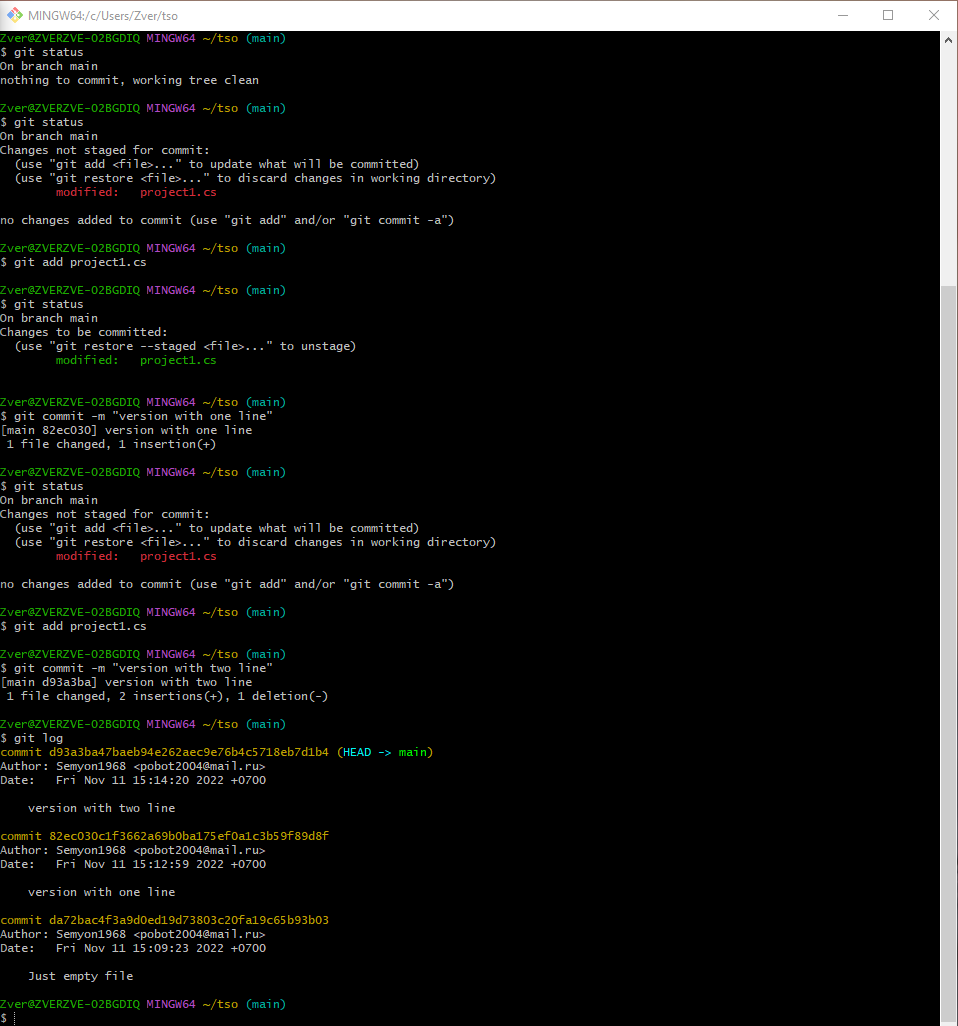 MINGW64:/c/Users/Zver/tso
Zver@ZVERZVE-O2BGDIQ MINGW64 ~/tso (main)
$ git status
On branch main
nothing to commit, working tree clean
Zver@ZVERZVE-O2BGDIQ MINGW64 ~/tso (main)
$ git status
On branch main
Changes not staged for commit:
  (use "git add <file>..." to update what will be committed)
  (use "git restore <file>..." to discard changes in working directory)
        modified:   project1.cs
no changes added to commit (use "git add" and/or "git commit -a")
Zver@ZVERZVE-O2BGDIQ MINGW64 ~/tso (main)
$ git add project1.cs
Zver@ZVERZVE-O2BGDIQ MINGW64 ~/tso (main)
$ git status
On branch main
Changes to be committed:
  (use "git restore --staged <file>..." to unstage)
        modified:   project1.cs
Zver@ZVERZVE-O2BGDIQ MINGW64 ~/tso (main)
$ git commit -m "version with one line"
[main 82ec030] version with one line
 1 file changed, 1 insertion(+)
Zver@ZVERZVE-O2BGDIQ MINGW64 ~/tso (main)
$ git status
On branch main
Changes not staged for commit:
  (use "git add <file>..." to update what will be committed)
  (use "git restore <file>..." to discard changes in working directory)
        modified:   project1.cs
no changes added to commit (use "git add" and/or "git commit -a")
Zver@ZVERZVE-O2BGDIQ MINGW64 ~/tso (main)
$ git add project1.cs
Zver@ZVERZVE-O2BGDIQ MINGW64 ~/tso (main)
$ git commit -m "version with two line"
[main d93a3ba] version with two line
 1 file changed, 2 insertions(+), 1 deletion(-)
Zver@ZVERZVE-O2BGDIQ MINGW64 ~/tso (main)
$ git log
commit d93a3ba47baeb94e262aec9e76b4c5718eb7d1b4 (HEAD -> main)
Author: Semyon1968 <pobot2004@mail.ru>
Date:   Fri Nov 11 15:14:20 2022 +0700
    version with two line
commit 82ec030c1f3662a69b0ba175ef0a1c3b59f89d8f
Author: Semyon1968 <pobot2004@mail.ru>
Date:   Fri Nov 11 15:12:59 2022 +0700
    version with one line
commit da72bac4f3a9d0ed19d73803c20fa19c65b93b03
Author: Semyon1968 <pobot2004@mail.ru>
Date:   Fri Nov 11 15:09:23 2022 +0700
    Just empty file
Zver@ZVERZVE-O2BGDIQ MINGW64 ~/tso (main)
$